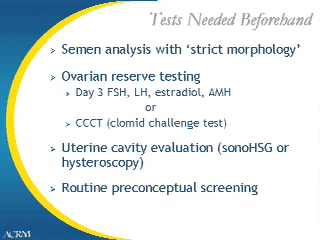 Tests Needed Beforehand
Semen analysis with ‘strict morphology’
Ovarian reserve testing
Day 3 FSH, LH, estradiol, AMH
or
CCCT (clomid challenge test)
Uterine cavity evaluation (sonoHSG or
hysteroscopy)
Routine preconceptual screening
ACRM